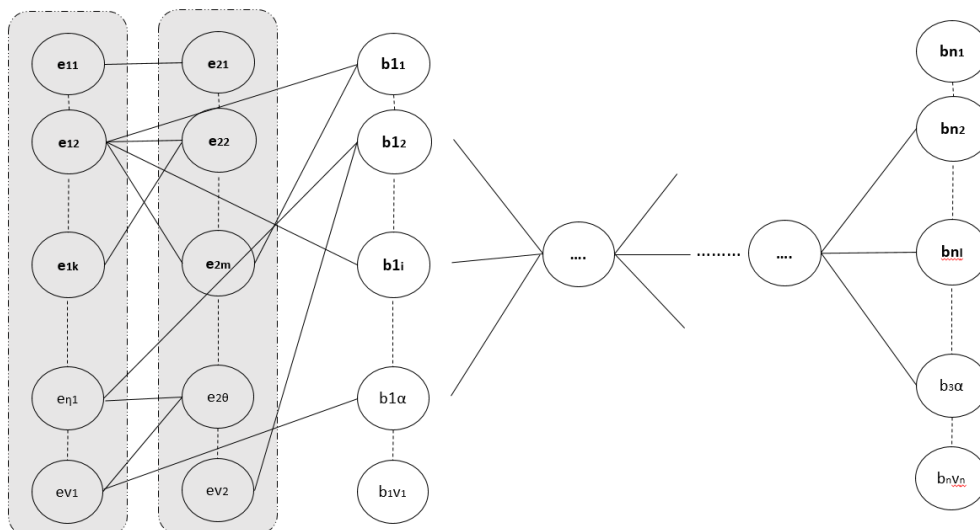 e₁₁ e₂₁ b1₁ bn₁
e₁₂ e₂₂ b1₂ bn₂
e₁ₖ e₂ₘ b1ᵢ .... ......... .... bnᵢ
eη₁ e₂θ b1α b₃α
ev₁ ev₂ b₁v₁ bₙvₙ